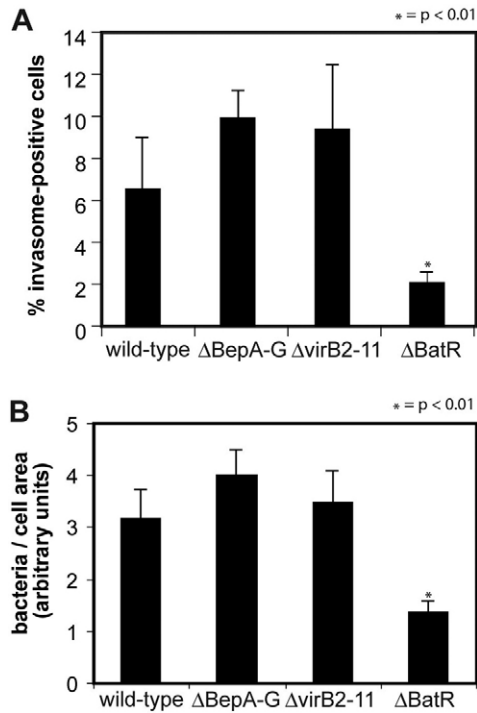 A
* = p < 0.01
% invasome-positive cells
14
12
10
8
6
4
2
0
*
wild-type ΔBepA-G ΔvirB2-11 ΔBatR
B
* = p < 0.01
bacteria / cell area
(arbitrary units)
5
4
3
2
1
0
*
wild-type ΔBepA-G ΔvirB2-11 ΔBatR